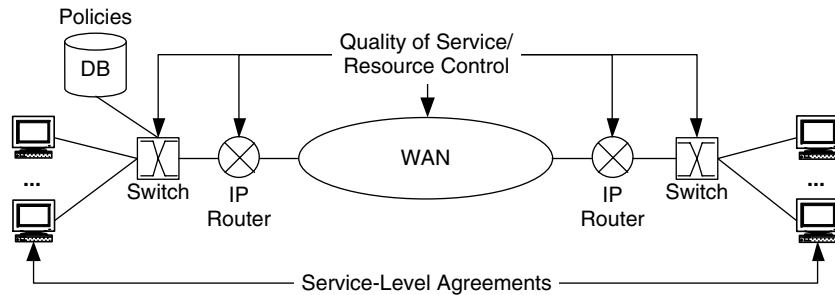 Policies
DB
Quality of Service/
Resource Control
WAN
Switch
IP
Router
IP
Router
Switch
...
...
Service-Level Agreements